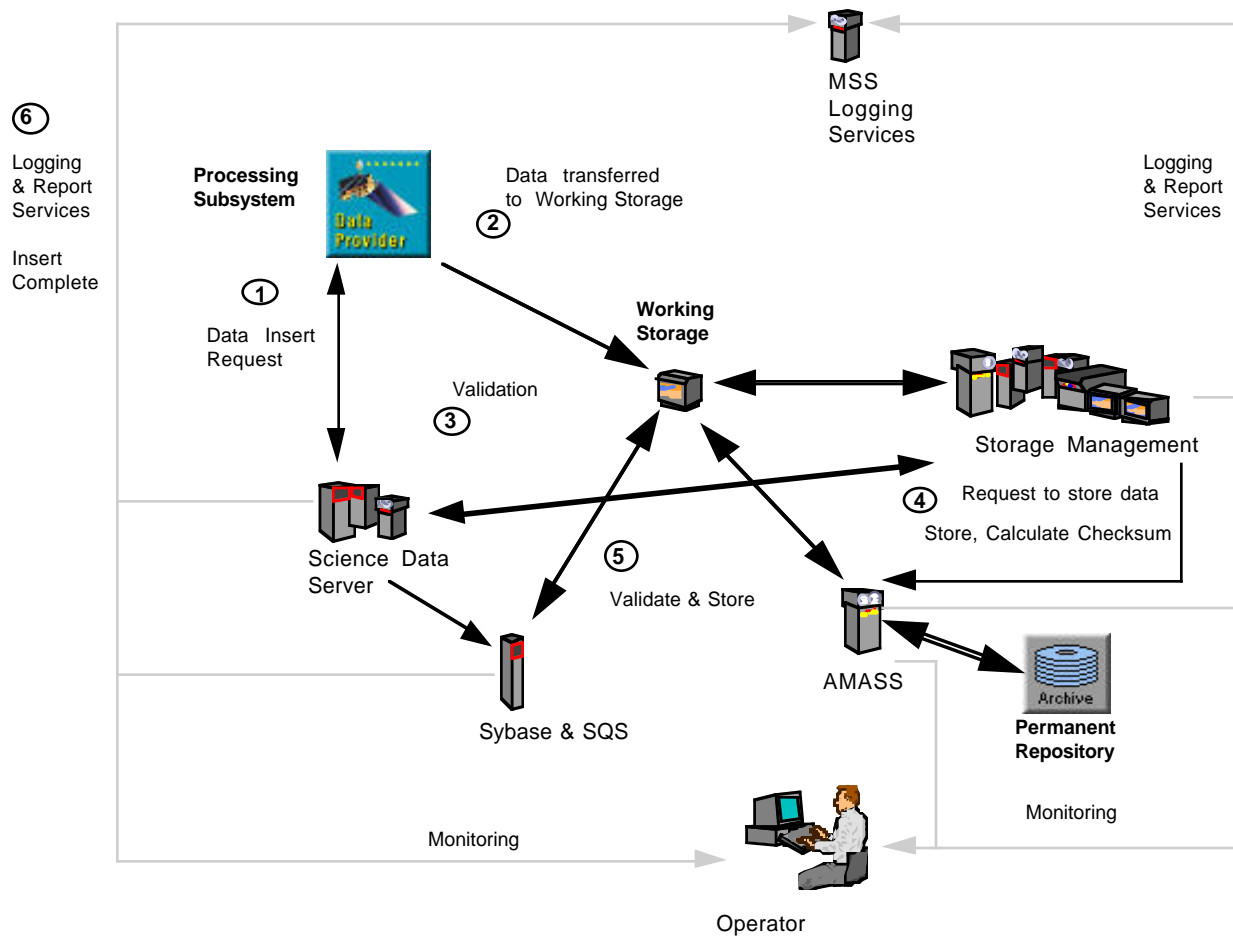 MSS
Logging
Services
6
Logging
& Report
Services
Insert
Complete
Processing
Subsystem
Data
Provider
Data transferred
to Working Storage
2
Logging
& Report
Services
1
Data Insert
Request
Working
Storage
Validation
3
Storage Management
4
Request to store data
Store, Calculate Checksum
Science Data
Server
5
Validate & Store
AMASS
Archive
Permanent
Repository
Sybase & SQS
Monitoring
Monitoring
Operator